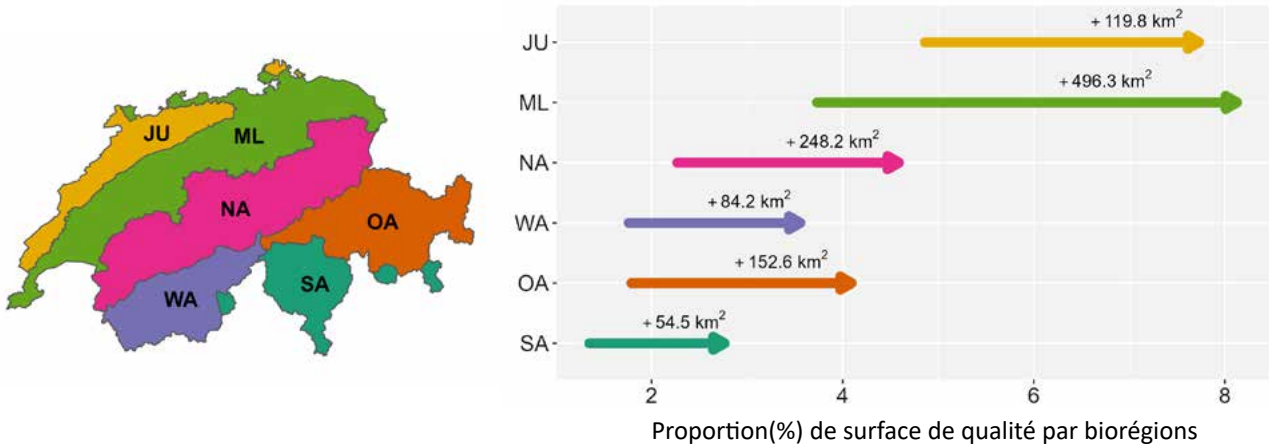 JU
ML
NA
OA
WA
SA
JU
+ 119.8 km²
ML
+ 496.3 km²
NA
+ 248.2 km²
WA
+ 84.2 km²
OA
+ 152.6 km²
SA
+ 54.5 km²
2 4 6 8
Proportion(%) de surface de qualité par biorégions